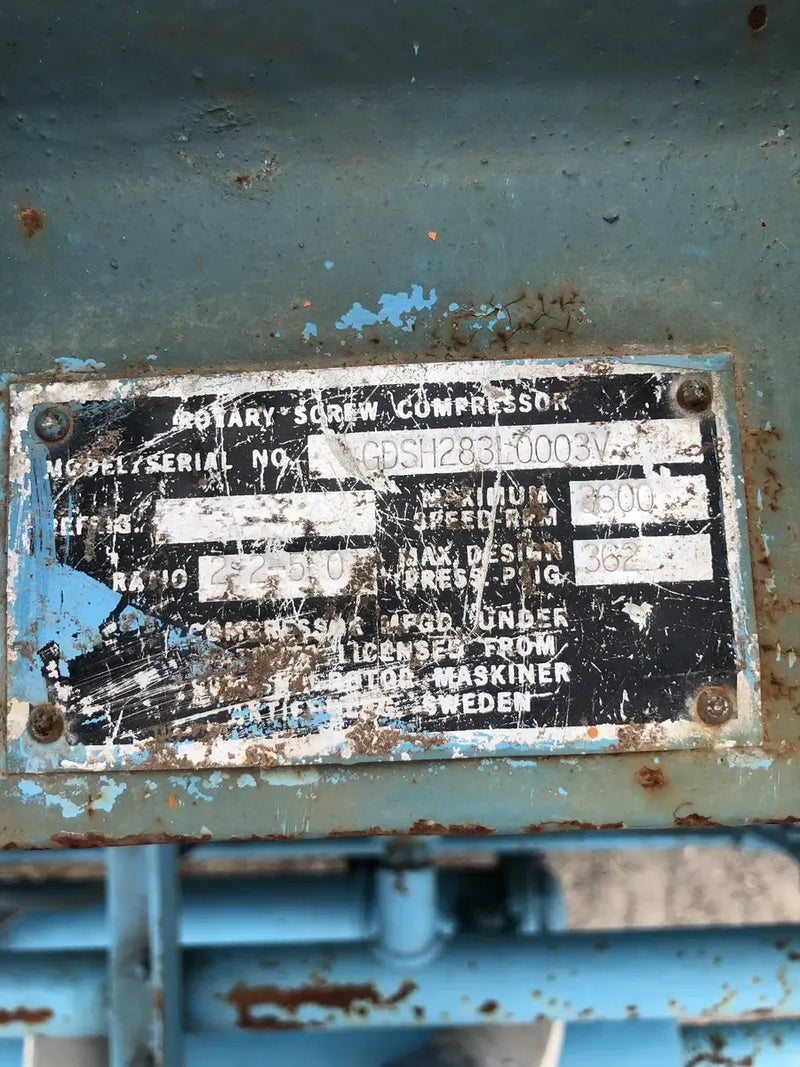 ROTARY SCREW COMPRESSOR
MODEL/SERIAL NO. GDSH283L0003V
REFRIG.
MAXIMUM SPEED RPM 3600
RATIO 2.2-5.0
MAX. DESIGN PRESS. PSIG 362
COMPRESSOR MFGD. UNDER
LICENSED FROM
ROTOR MASKINER
SWEDEN